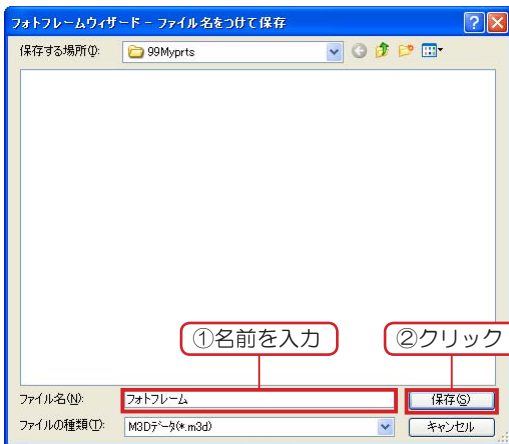 フォトフレームウィザード - ファイル名をつけて保存
保存する場所(I): 99Myprts
①名前を入力 ②クリック
ファイル名(N): フォトフレーム 保存(S)
ファイルの種類(T): M3Dデータ(*.m3d) キャンセル